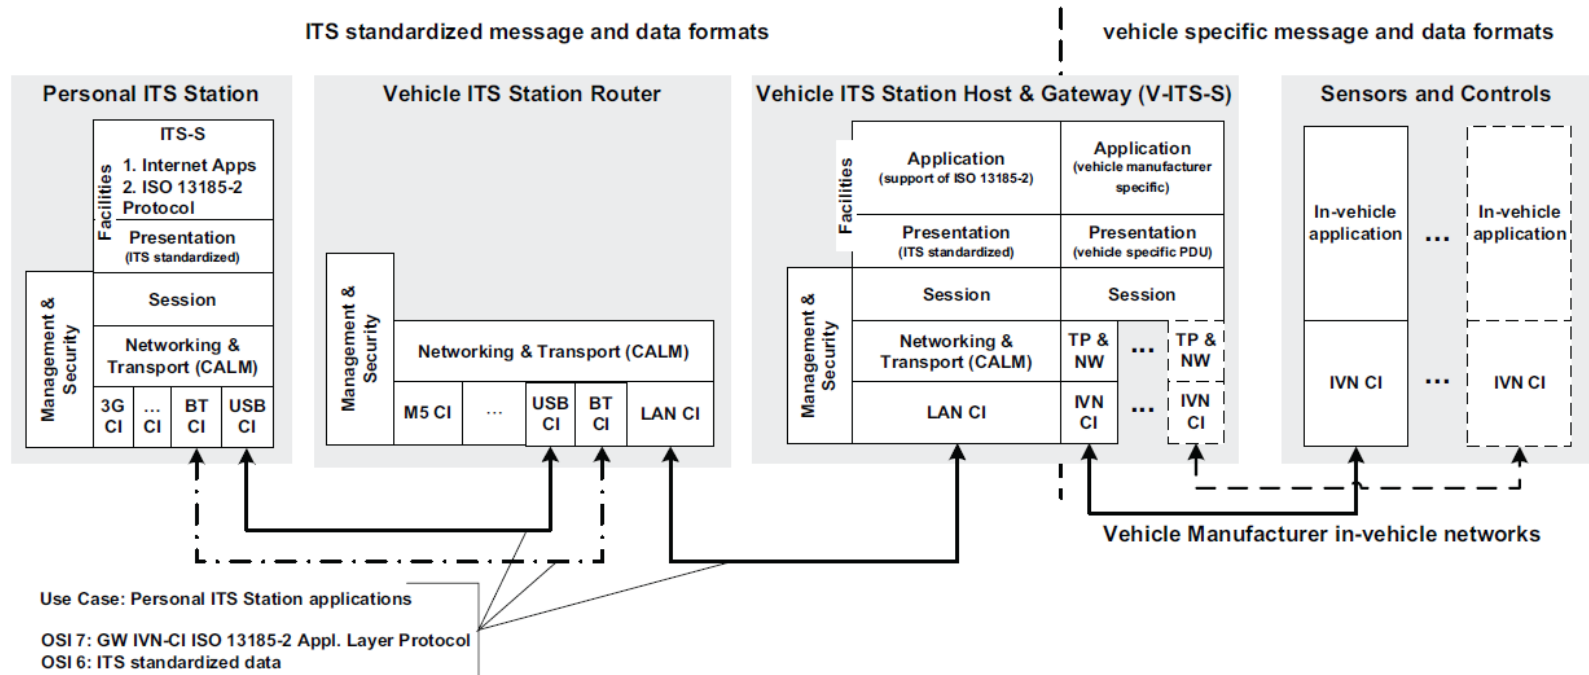 ITS standardized message and data formats
vehicle specific message and data formats
Personal ITS Station
ITS-S
1. Internet Apps
2. ISO 13185-2
Protocol
Facilities
Presentation
(ITS standardized)
Session
Management &
Security
Networking &
Transport (CALM)
3G
CI
...
CI
BT
CI
USB
CI
Vehicle ITS Station Router
Management &
Security
Networking & Transport (CALM)
M5 CI
...
USB
CI
BT
CI
LAN CI
Vehicle ITS Station Host & Gateway (V-ITS-S)
Facilities
Application
(support of ISO 13185-2)
Application
(vehicle manufacturer
specific)
Presentation
(ITS standardized)
Presentation
(vehicle specific PDU)
Management &
Security
Session
Session
Networking &
Transport (CALM)
TP &
NW
...
TP &
NW
LAN CI
IVN
CI
...
IVN
CI
Sensors and Controls
In-vehicle
application
...
In-vehicle
application
IVN CI
...
IVN CI
Vehicle Manufacturer in-vehicle networks
Use Case: Personal ITS Station applications
OSI 7: GW IVN-CI ISO 13185-2 Appl. Layer Protocol
OSI 6: ITS standardized data